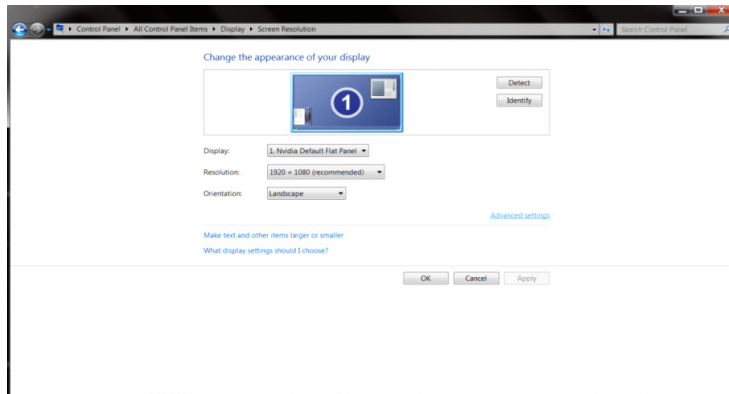 Control Panel ▸ All Control Panel Items ▸ Display ▸ Screen Resolution
Search Control Panel
Change the appearance of your display
1
Detect
Identify
Display: 1. Nvidia Default Flat Panel
Resolution: 1920 × 1080 (recommended)
Orientation: Landscape
Advanced settings
Make text and other items larger or smaller
What display settings should I choose?
OK Cancel Apply